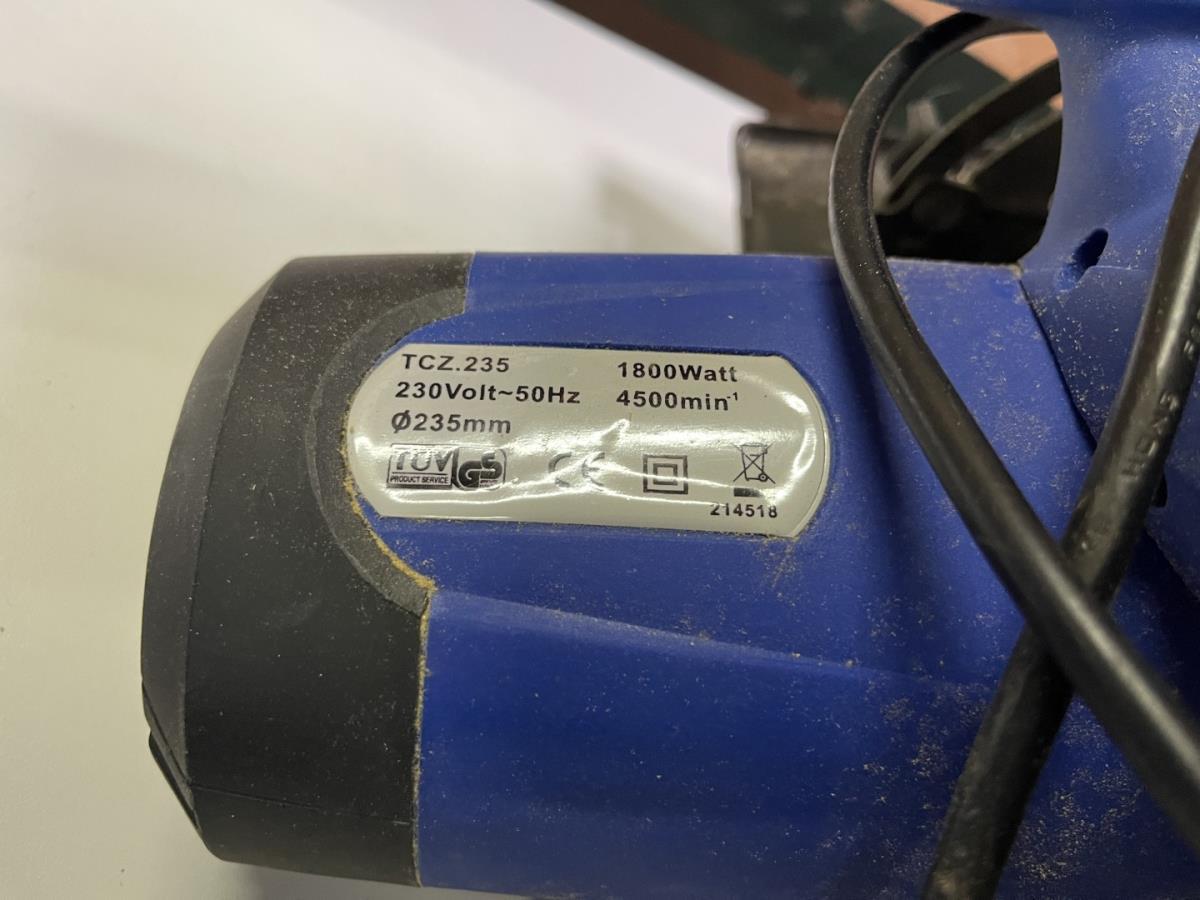 TCZ.235 1800Watt
230Volt~50Hz 4500min⁻¹
Ø235mm
TÜV GS CE
PRODUCT SERVICE
214518